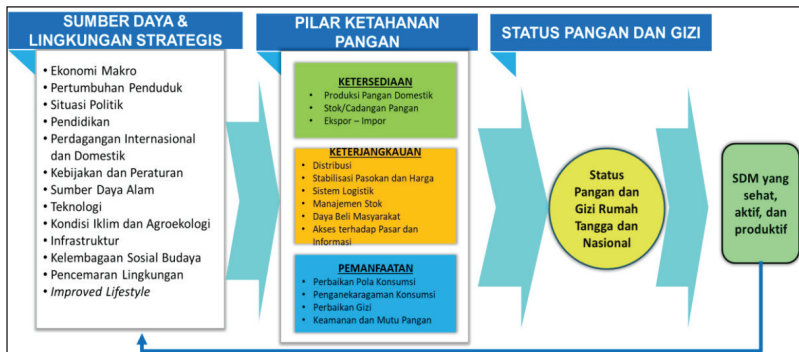 SUMBER DAYA &
LINGKUNGAN STRATEGIS
• Ekonomi Makro
• Pertumbuhan Penduduk
• Situasi Politik
• Pendidikan
• Perdagangan Internasional
dan Domestik
• Kebijakan dan Peraturan
• Sumber Daya Alam
• Teknologi
• Kondisi Iklim dan Agroekologi
• Infrastruktur
• Kelembagaan Sosial Budaya
• Pencemaran Lingkungan
• Improved Lifestyle
PILAR KETAHANAN
PANGAN
KETERSEDIAAN
• Produksi Pangan Domestik
• Stok/Cadangan Pangan
• Ekspor – Impor
KETERJANGKAUAN
• Distribusi
• Stabilisasi Pasokan dan Harga
• Sistem Logistik
• Manajemen Stok
• Daya Beli Masyarakat
• Akses terhadap Pasar dan
Informasi
PEMANFAATAN
• Perbaikan Pola Konsumsi
• Penganekaragaman Konsumsi
• Perbaikan Gizi
• Keamanan dan Mutu Pangan
STATUS PANGAN DAN GIZI
Status
Pangan dan
Gizi Rumah
Tangga dan
Nasional
SDM yang
sehat,
aktif, dan
produktif